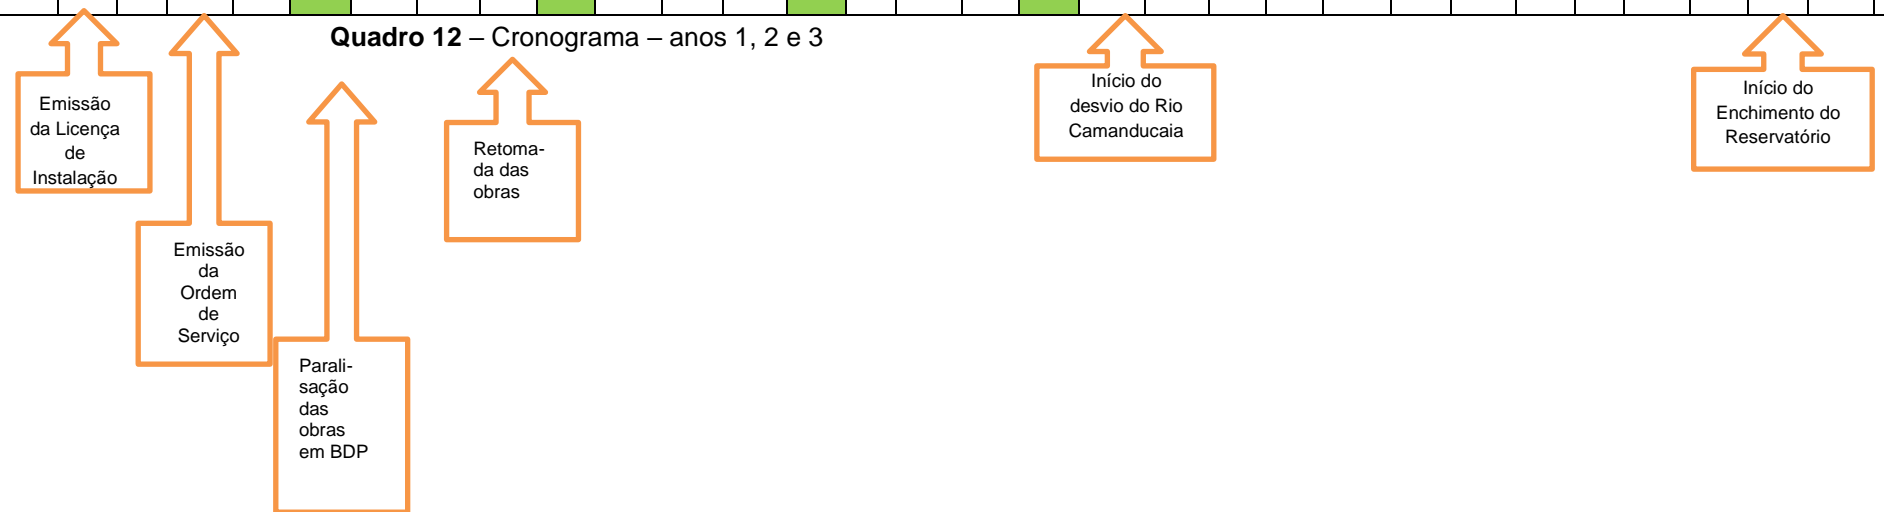 Quadro 12 – Cronograma – anos 1, 2 e 3
Emissão
da Licença
de
Instalação
Emissão
da
Ordem
de
Serviço
Parali-
sação
das
obras
em BDP
Retoma-
da das
obras
Início do
desvio do Rio
Camanducaia
Início do
Enchimento do
Reservatório